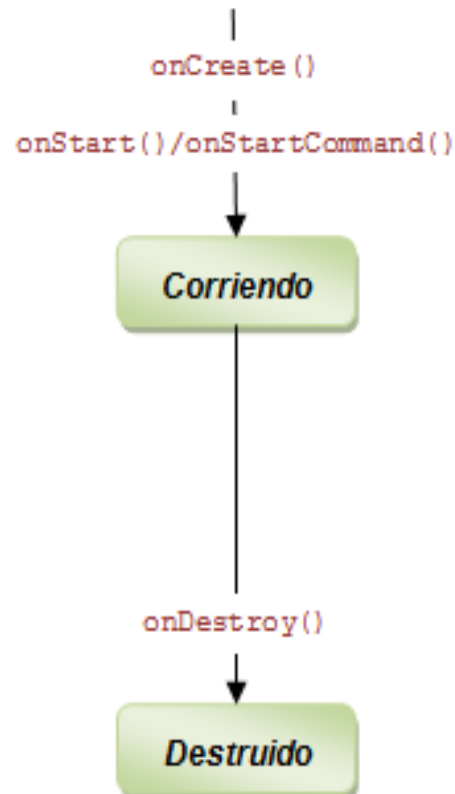 onCreate()
onStart()/onStartCommand()
Corriendo
onDestroy()
Destruido